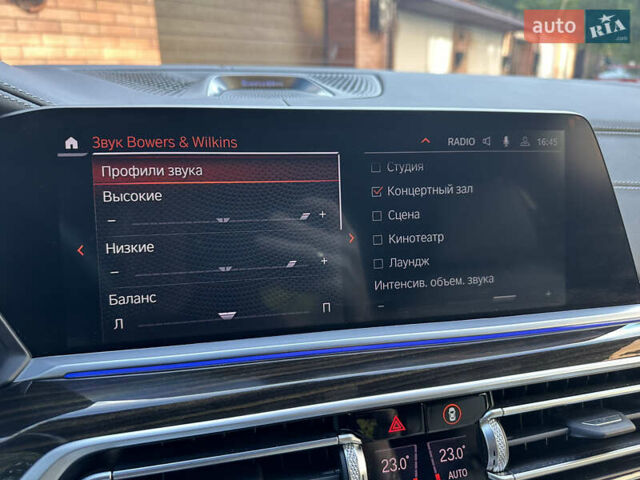 auto RIA .com
Звук Bowers & Wilkins
RADIO 16:45
Профили звука
Высокие
− +
Низкие
− +
Баланс
Л П
Студия
Концертный зал
Сцена
Кинотеатр
Лаундж
Интенсив. объем. звука
− +
23.0° 23.0°
AUTO